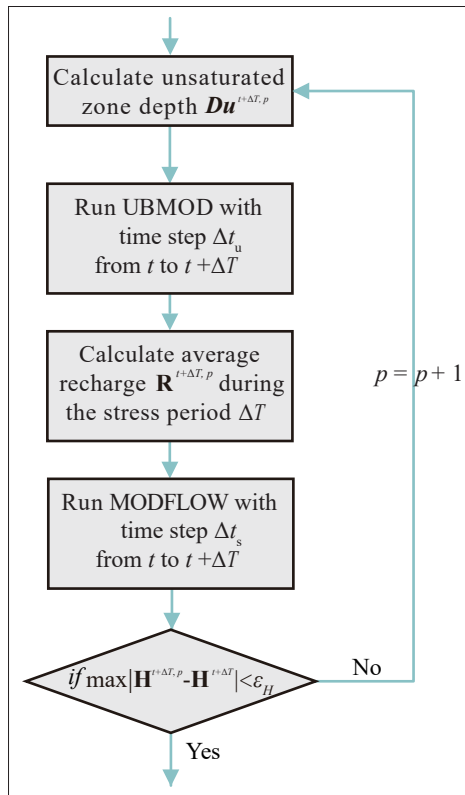 Calculate unsaturated
zone depth Du^{t+ΔT, p}
Run UBMOD with
time step Δt_u
from t to t +ΔT
Calculate average
recharge R^{t+ΔT, p} during
the stress period ΔT
p = p + 1
Run MODFLOW with
time step Δt_s
from t to t +ΔT
if max|H^{t+ΔT, p}-H^{t+ΔT}|<ε_H
No
Yes